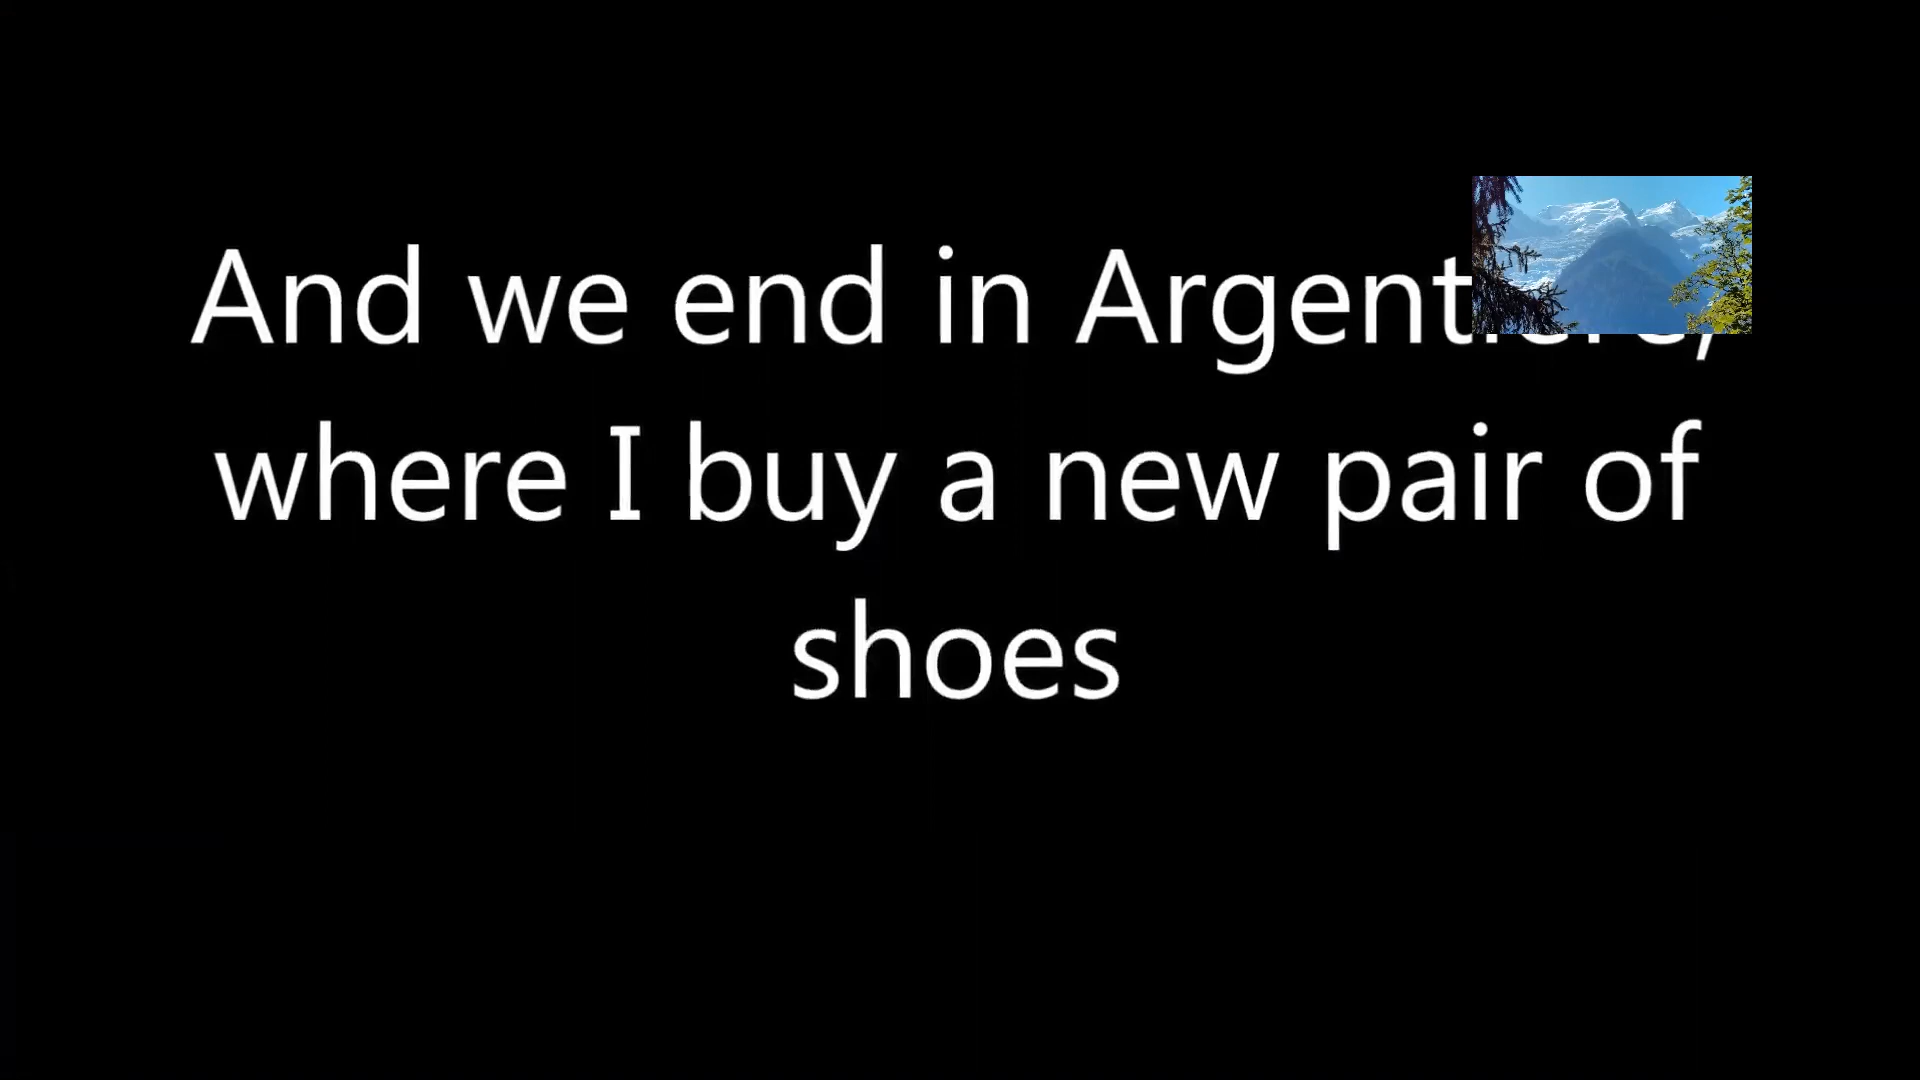 And we end in
where I buy a new pair of
shoes